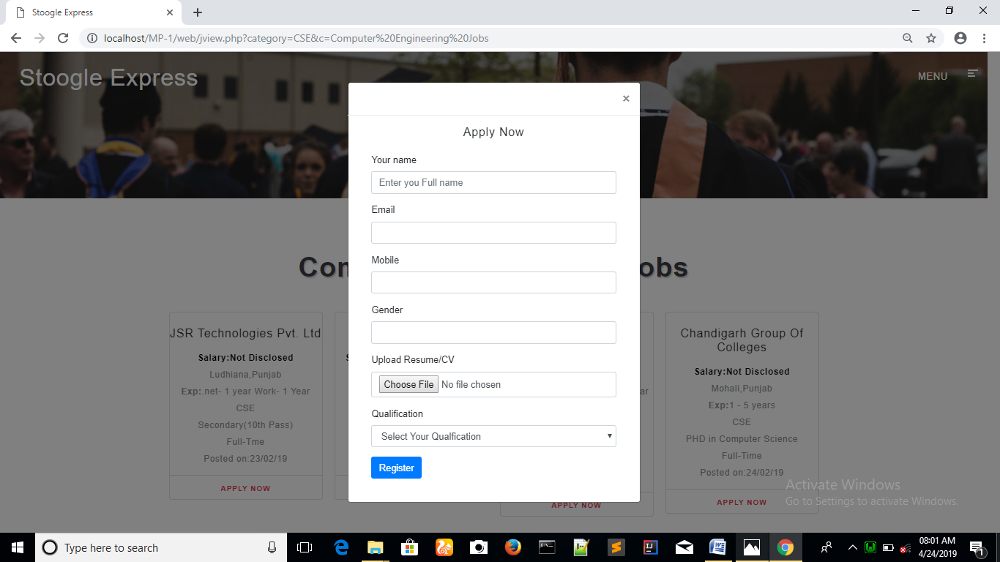 Stoogle Express
localhost/MP-1/web/jview.php?category=CSE&c=Computer%20Engineering%20Jobs
Stoogle Express
MENU
×
Apply Now
Your name
Enter you Full name
Email
Mobile
Gender
Upload Resume/CV
Choose File No file chosen
Qualification
Select Your Qualfication
Register
Com obs
JSR Technologies Pvt. Ltd
Salary:Not Disclosed
Ludhiana,Punjab
Exp:.net- 1 year Work- 1 Year
CSE
Secondary(10th Pass)
Full-Tme
Posted on:23/02/19
APPLY NOW
S
ar
APPLY NOW
Chandigarh Group Of
Colleges
Salary:Not Disclosed
Mohali,Punjab
Exp:1 - 5 years
CSE
PHD in Computer Science
Full-Time
Posted on:24/02/19
APPLY NOW
Activate Windows
Go to Settings to activate Windows.
Type here to search
08:01 AM
4/24/2019
1